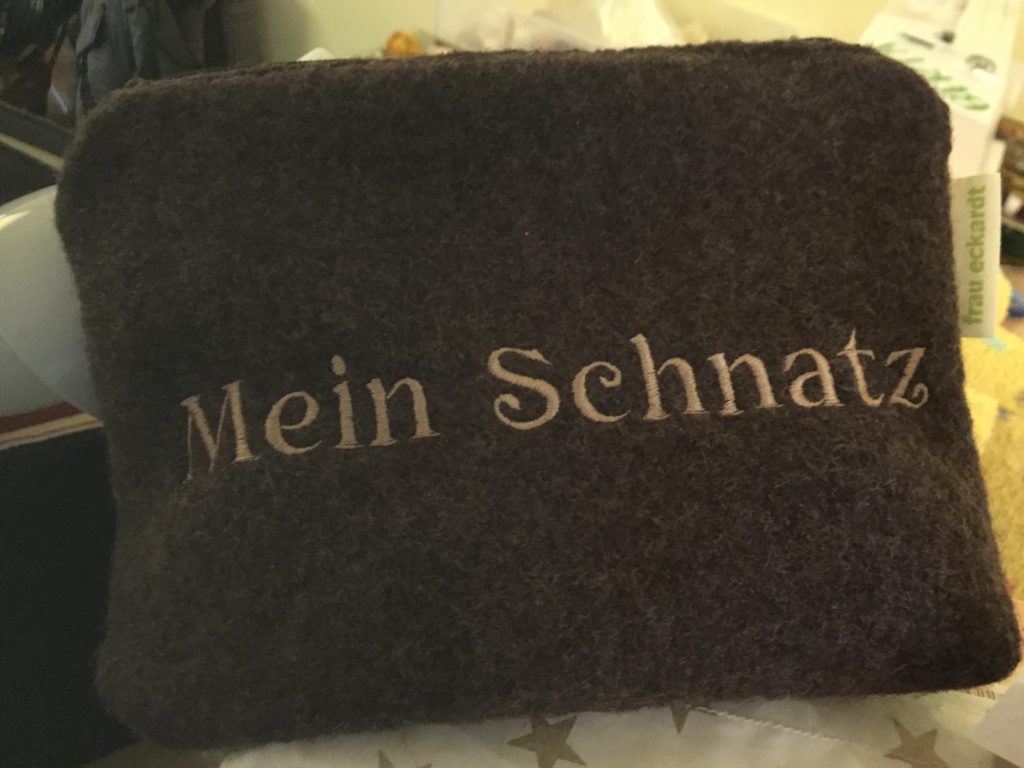 Mein Schnatz
frau eckardt